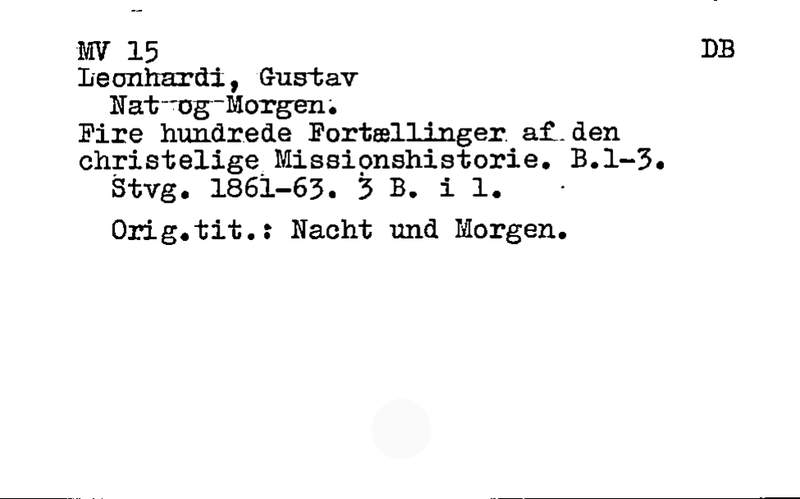 MV 15 DB
Leonhardi, Gustav
Nat og Morgen.
Fire hundrede Fortællinger af den
christelige Missionshistorie. B.1-3.
Stvg. 1861-63. 3 B. i 1.
Orig.tit.: Nacht und Morgen.